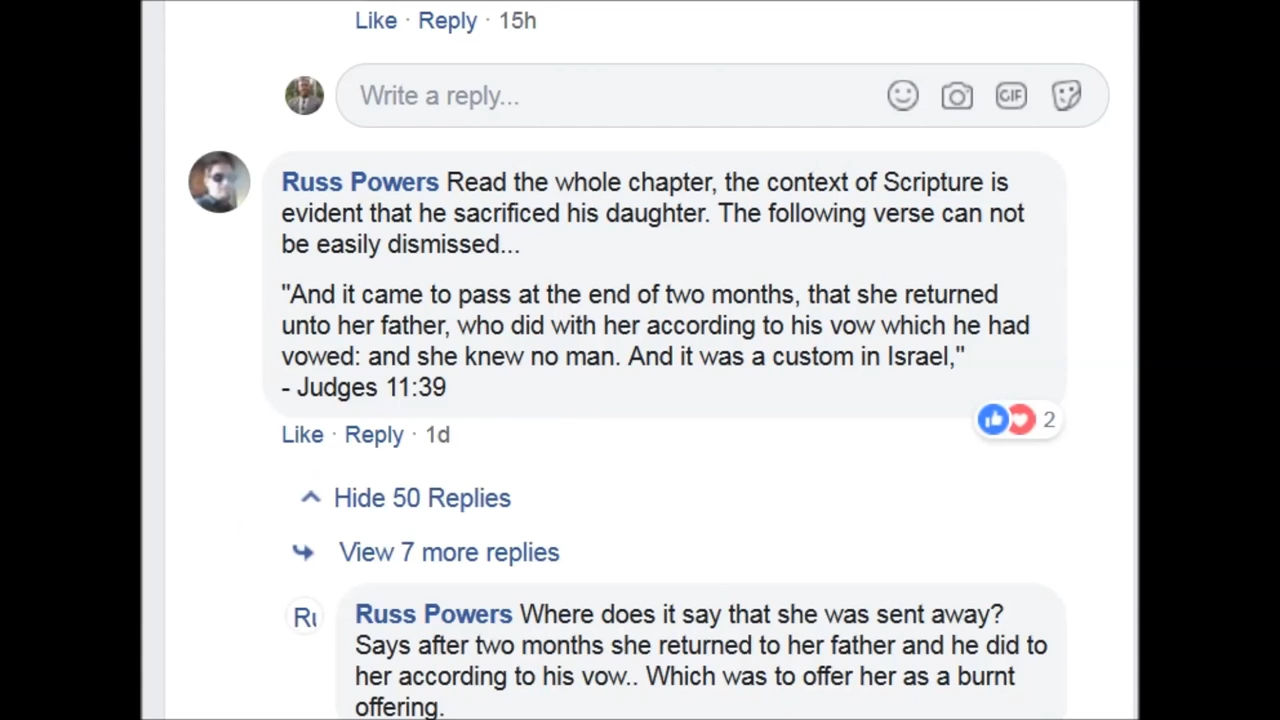 Like · Reply · 15h
Write a reply...
GIF
Russ Powers Read the whole chapter, the context of Scripture is
evident that he sacrificed his daughter. The following verse can not
be easily dismissed...
"And it came to pass at the end of two months, that she returned
unto her father, who did with her according to his vow which he had
vowed: and she knew no man. And it was a custom in Israel,"
- Judges 11:39
2
Like · Reply · 1d
Hide 50 Replies
View 7 more replies
Ru
Russ Powers Where does it say that she was sent away?
Says after two months she returned to her father and he did to
her according to his vow.. Which was to offer her as a burnt
offering.